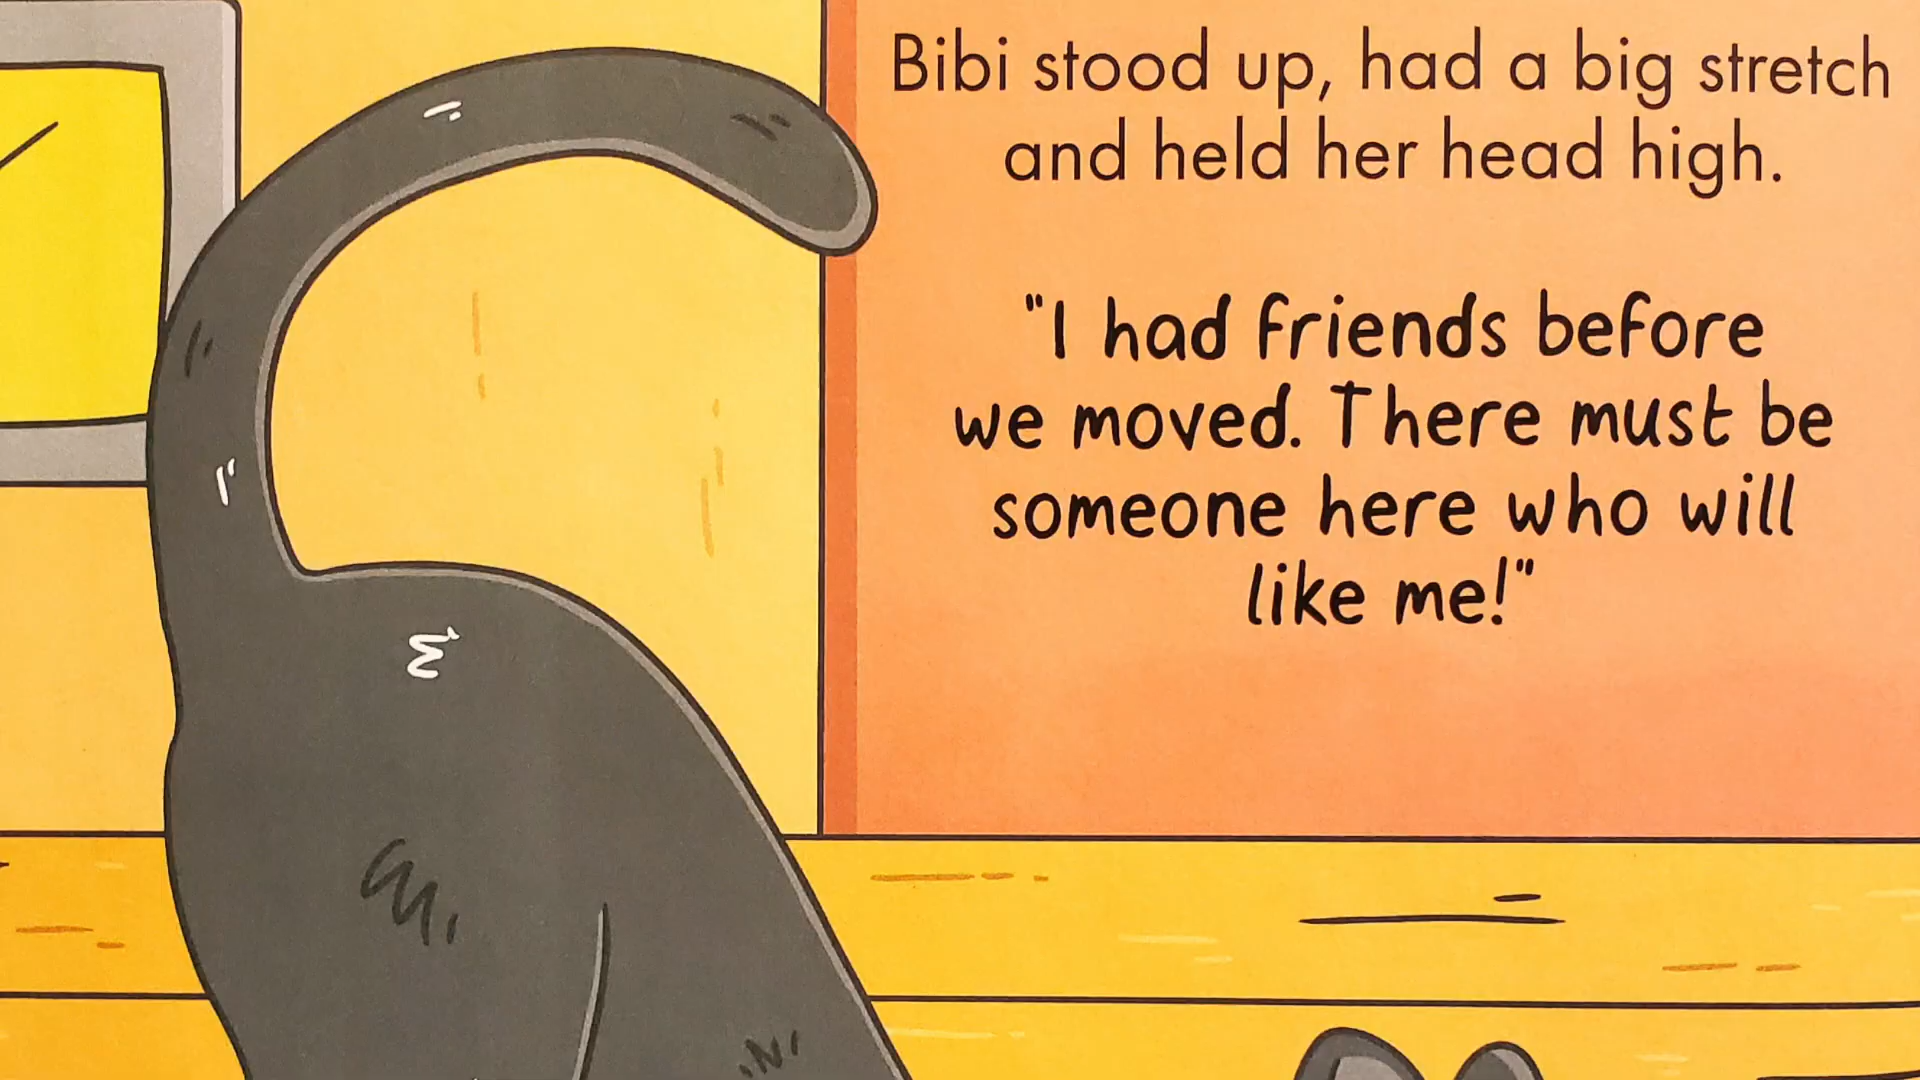 Bibi stood up, had a big stretch
and held her head high.
"I had friends before
we moved. There must be
someone here who will
like me!"